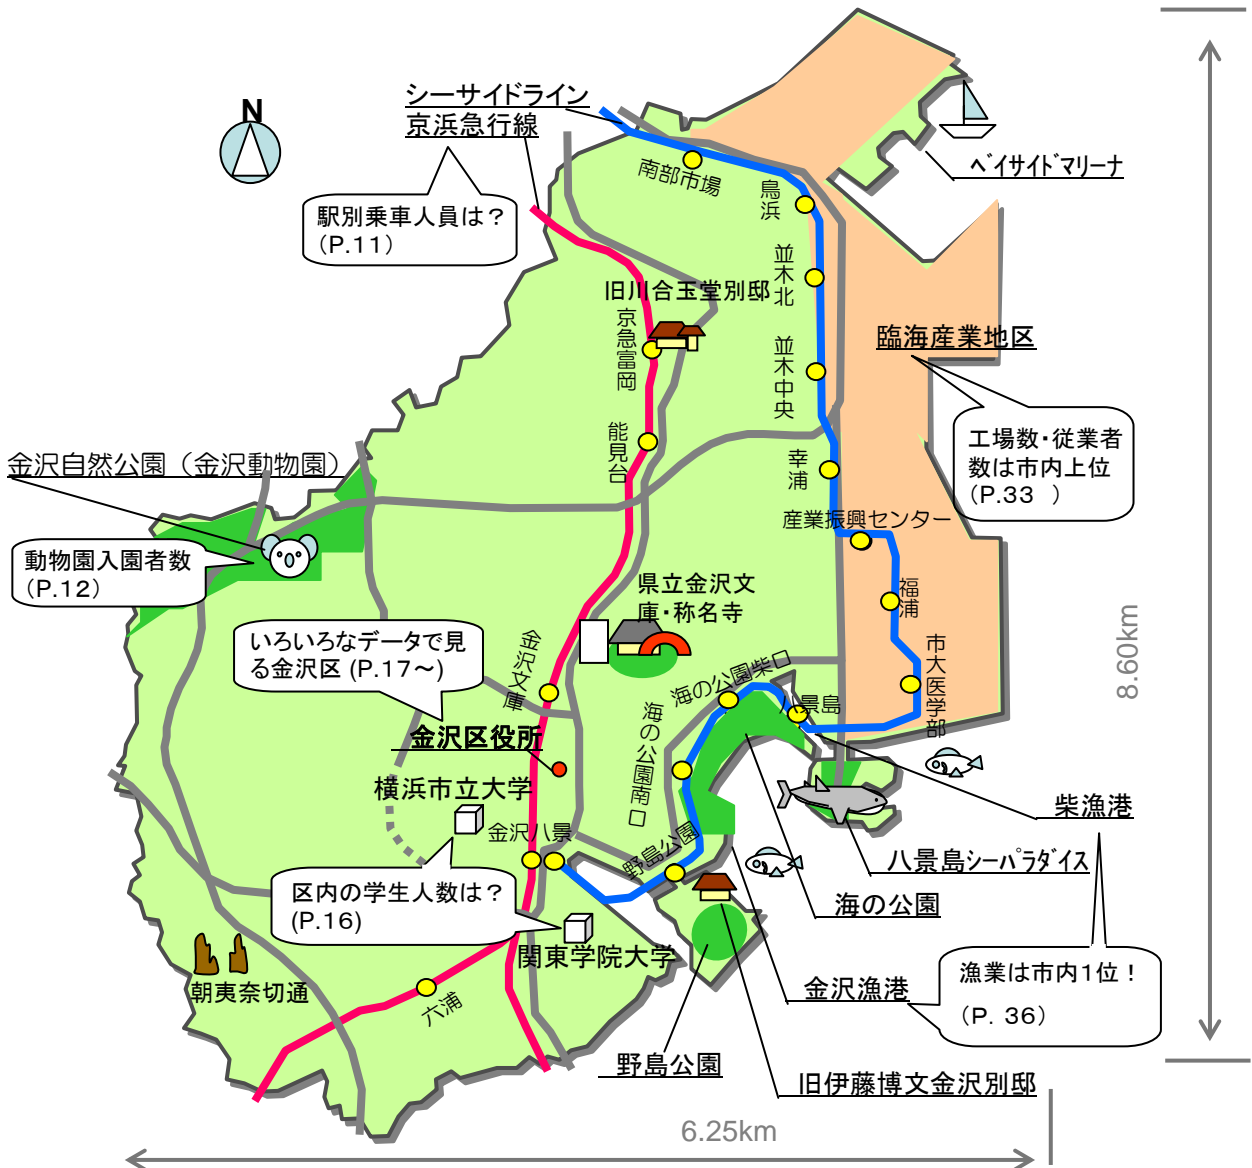 N
シーサイドライン
京浜急行線
駅別乗車人員は？
（P.11）
ベイサイドマリーナ
南部市場
鳥浜
並木北
旧川合玉堂別邸
京急富岡
並木中央
臨海産業地区
工場数・従業者
数は市内上位
（P.33　）
能見台
幸浦
金沢自然公園（金沢動物園）
動物園入園者数
（P.12）
産業振興センター
福浦
県立金沢文
庫・称名寺
いろいろなデータで見
る金沢区 (P.17～)
金沢文庫
市大医学部
海の公園柴口
八景島
海の公園南口
金沢区役所
横浜市立大学
金沢八景
野島公園
柴漁港
八景島シーパラダイス
海の公園
区内の学生人数は？
(P.16)
関東学院大学
朝夷奈切通
六浦
金沢漁港
漁業は市内１位！
（P. 36）
野島公園
旧伊藤博文金沢別邸
8.60km
6.25km